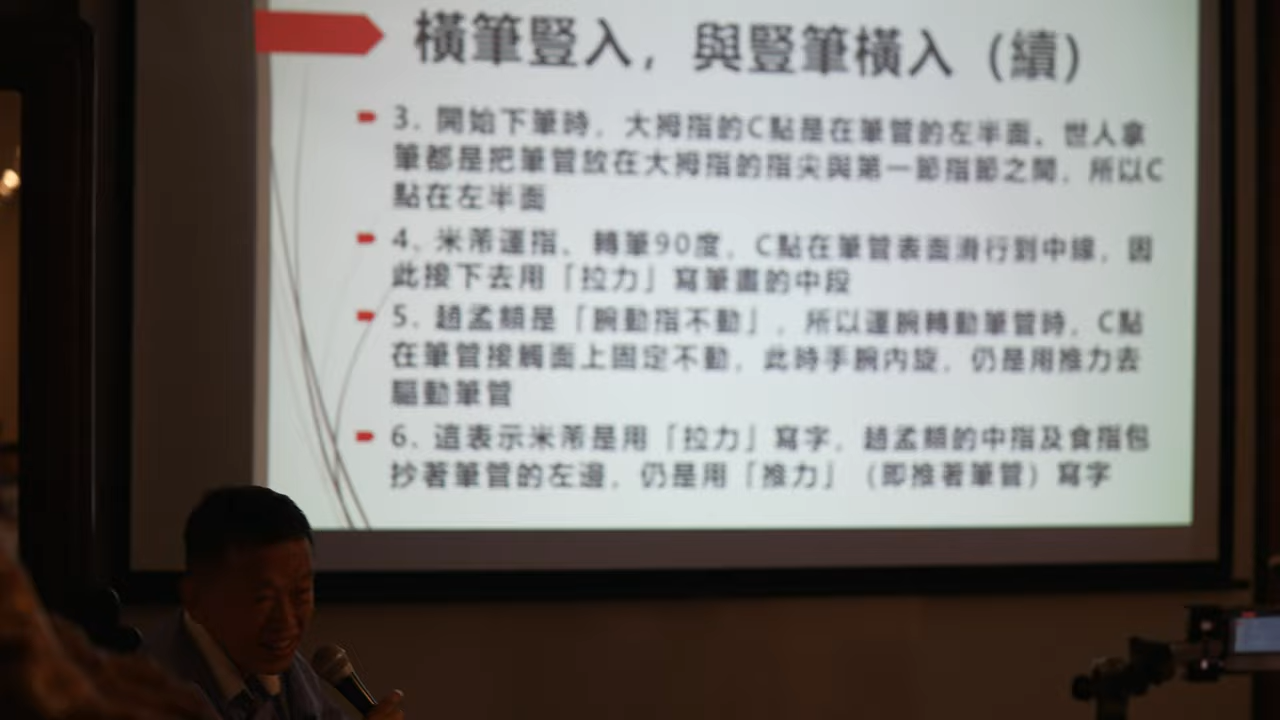 橫筆豎入，與豎筆橫入（續）
3. 開始下筆時，大拇指的C點是在筆管的左半面。世人拿
筆都是把筆管放在大拇指的指尖與第一節指節之間，所以C
點在左半面
4. 米芾運指、轉筆90度，C點在筆管表面滑行到中線，因
此接下去用「拉力」寫筆畫的中段
5. 趙孟頫是「腕動指不動」，所以運腕轉動筆管時，C點
在筆管接觸面上固定不動，此時手腕內旋，仍是用推力去
驅動筆管
6. 這表示米芾是用「拉力」寫字，趙孟頫的中指及食指包
抄著筆管的左邊，仍是用「推力」（即推著筆管）寫字